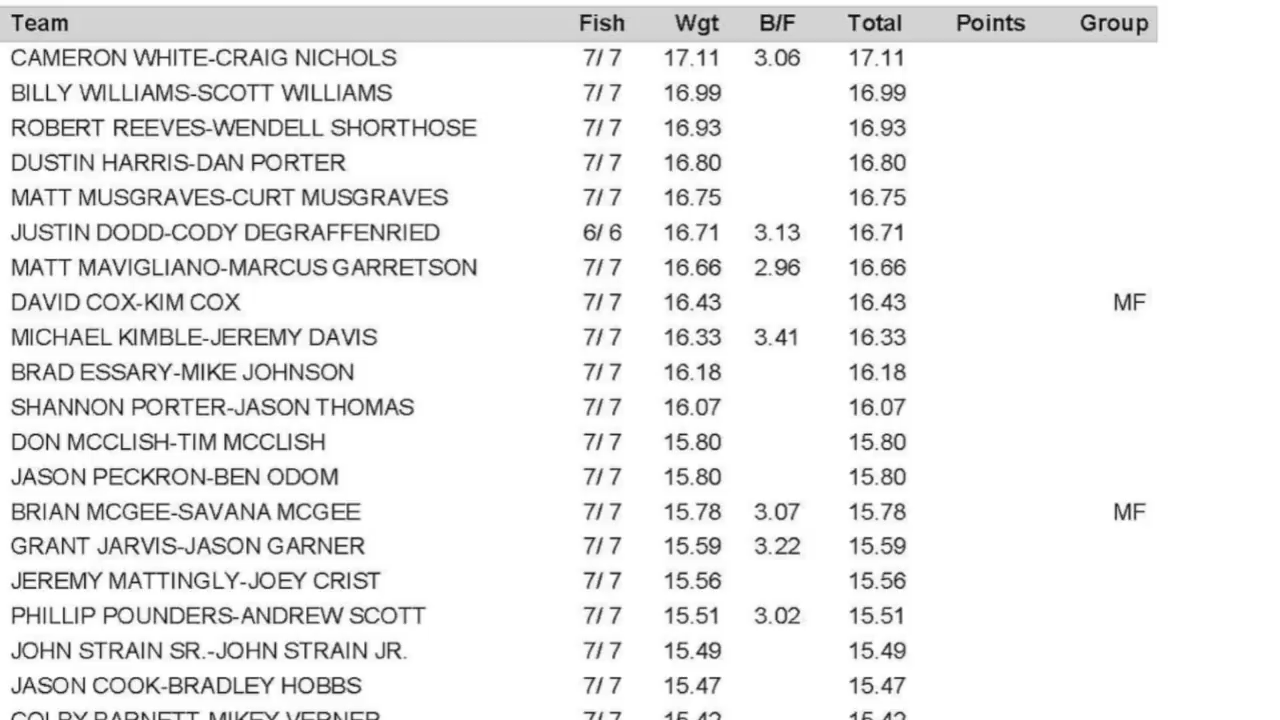 Team Fish Wgt B/F Total Points Group
CAMERON WHITE-CRAIG NICHOLS 7/ 7 17.11 3.06 17.11
BILLY WILLIAMS-SCOTT WILLIAMS 7/ 7 16.99 16.99
ROBERT REEVES-WENDELL SHORTHOSE 7/ 7 16.93 16.93
DUSTIN HARRIS-DAN PORTER 7/ 7 16.80 16.80
MATT MUSGRAVES-CURT MUSGRAVES 7/ 7 16.75 16.75
JUSTIN DODD-CODY DEGRAFFENRIED 6/ 6 16.71 3.13 16.71
MATT MAVIGLIANO-MARCUS GARRETSON 7/ 7 16.66 2.96 16.66
DAVID COX-KIM COX 7/ 7 16.43 16.43 MF
MICHAEL KIMBLE-JEREMY DAVIS 7/ 7 16.33 3.41 16.33
BRAD ESSARY-MIKE JOHNSON 7/ 7 16.18 16.18
SHANNON PORTER-JASON THOMAS 7/ 7 16.07 16.07
DON MCCLISH-TIM MCCLISH 7/ 7 15.80 15.80
JASON PECKRON-BEN ODOM 7/ 7 15.80 15.80
BRIAN MCGEE-SAVANA MCGEE 7/ 7 15.78 3.07 15.78 MF
GRANT JARVIS-JASON GARNER 7/ 7 15.59 3.22 15.59
JEREMY MATTINGLY-JOEY CRIST 7/ 7 15.56 15.56
PHILLIP POUNDERS-ANDREW SCOTT 7/ 7 15.51 3.02 15.51
JOHN STRAIN SR.-JOHN STRAIN JR. 7/ 7 15.49 15.49
JASON COOK-BRADLEY HOBBS 7/ 7 15.47 15.47
COLBY BARNETT-MIKEY VERNER 7/ 7 15.42 15.42